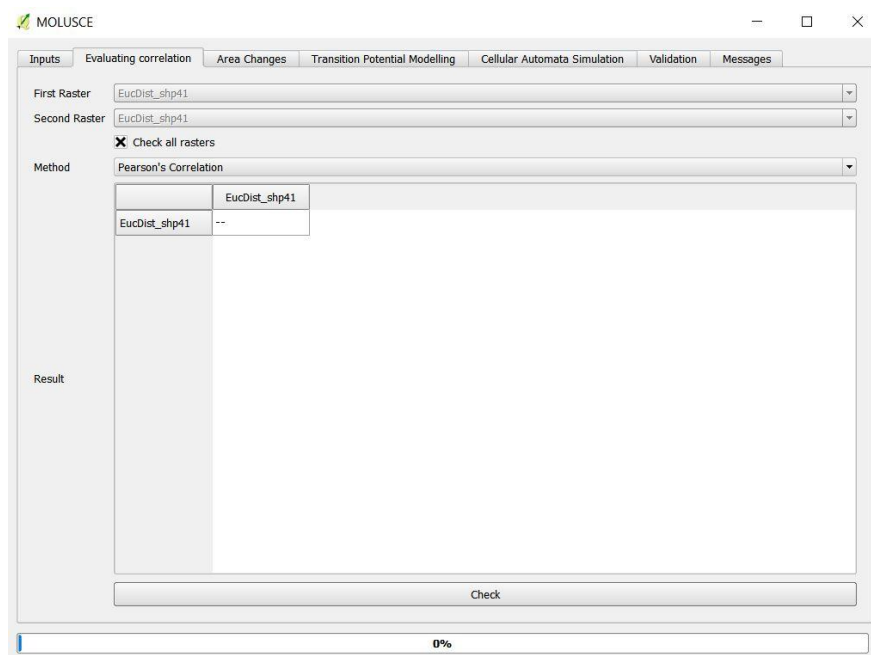 MOLUSCE
Inputs Evaluating correlation Area Changes Transition Potential Modelling Cellular Automata Simulation Validation Messages
First Raster EucDist_shp41
Second Raster EucDist_shp41
Check all rasters
Method Pearson's Correlation
EucDist_shp41
EucDist_shp41 --
Result
Check
0%